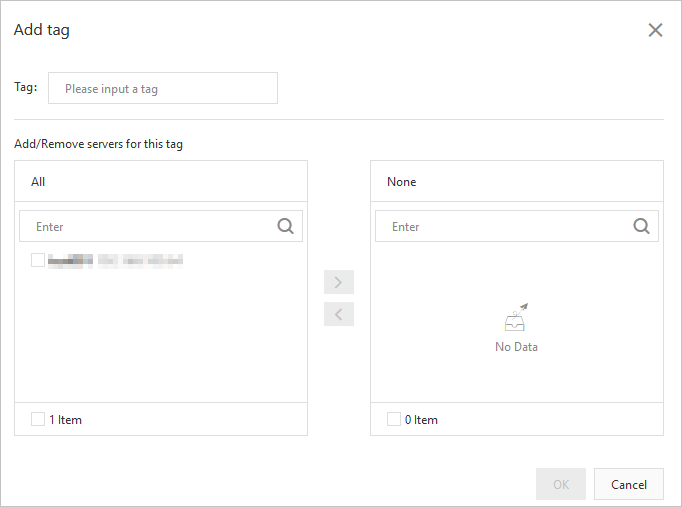 Add tag
Tag:
Please input a tag
Add/Remove servers for this tag
All
Enter
1 Item
None
Enter
No Data
0 Item
OK
Cancel